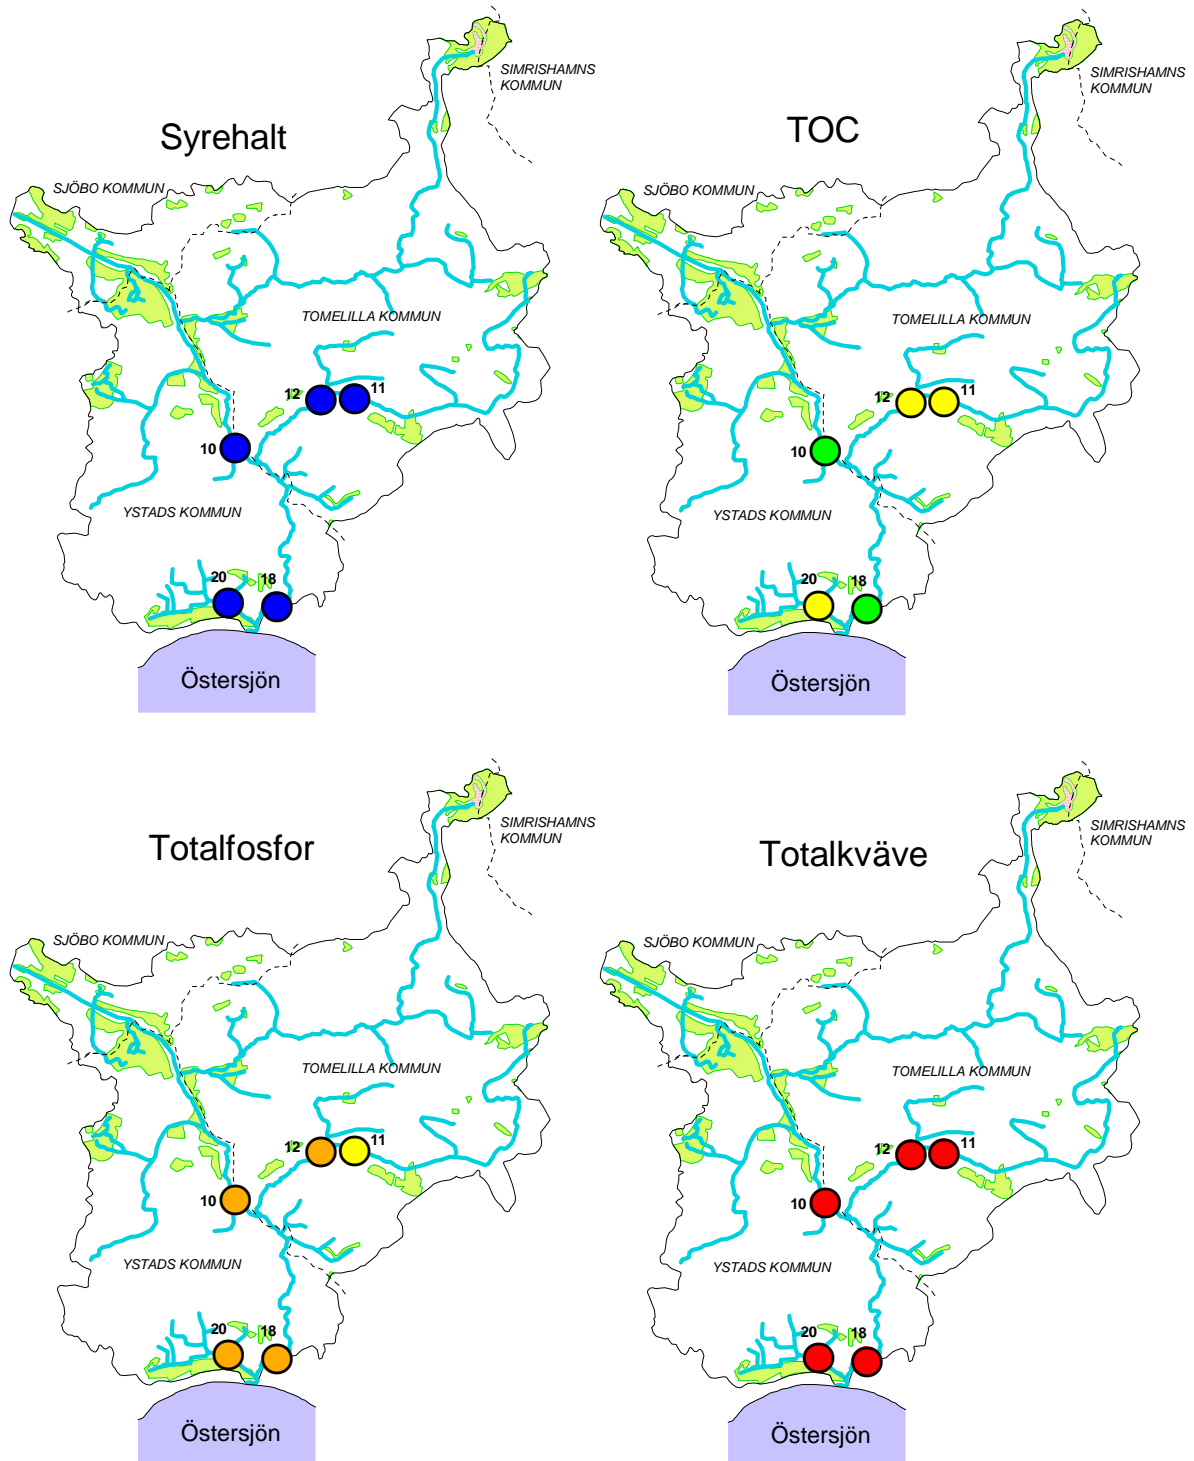 SIMRISHAMNS
KOMMUN
Syrehalt
SJÖBO KOMMUN
TOMELILLA KOMMUN
12
11
10
YSTADS KOMMUN
20
18
Östersjön
SIMRISHAMNS
KOMMUN
TOC
SJÖBO KOMMUN
TOMELILLA KOMMUN
12
11
10
YSTADS KOMMUN
20
18
Östersjön
SIMRISHAMNS
KOMMUN
Totalfosfor
SJÖBO KOMMUN
TOMELILLA KOMMUN
12
11
10
YSTADS KOMMUN
20
18
Östersjön
SIMRISHAMNS
KOMMUN
Totalkväve
SJÖBO KOMMUN
TOMELILLA KOMMUN
12
11
10
YSTADS KOMMUN
20
18
Östersjön